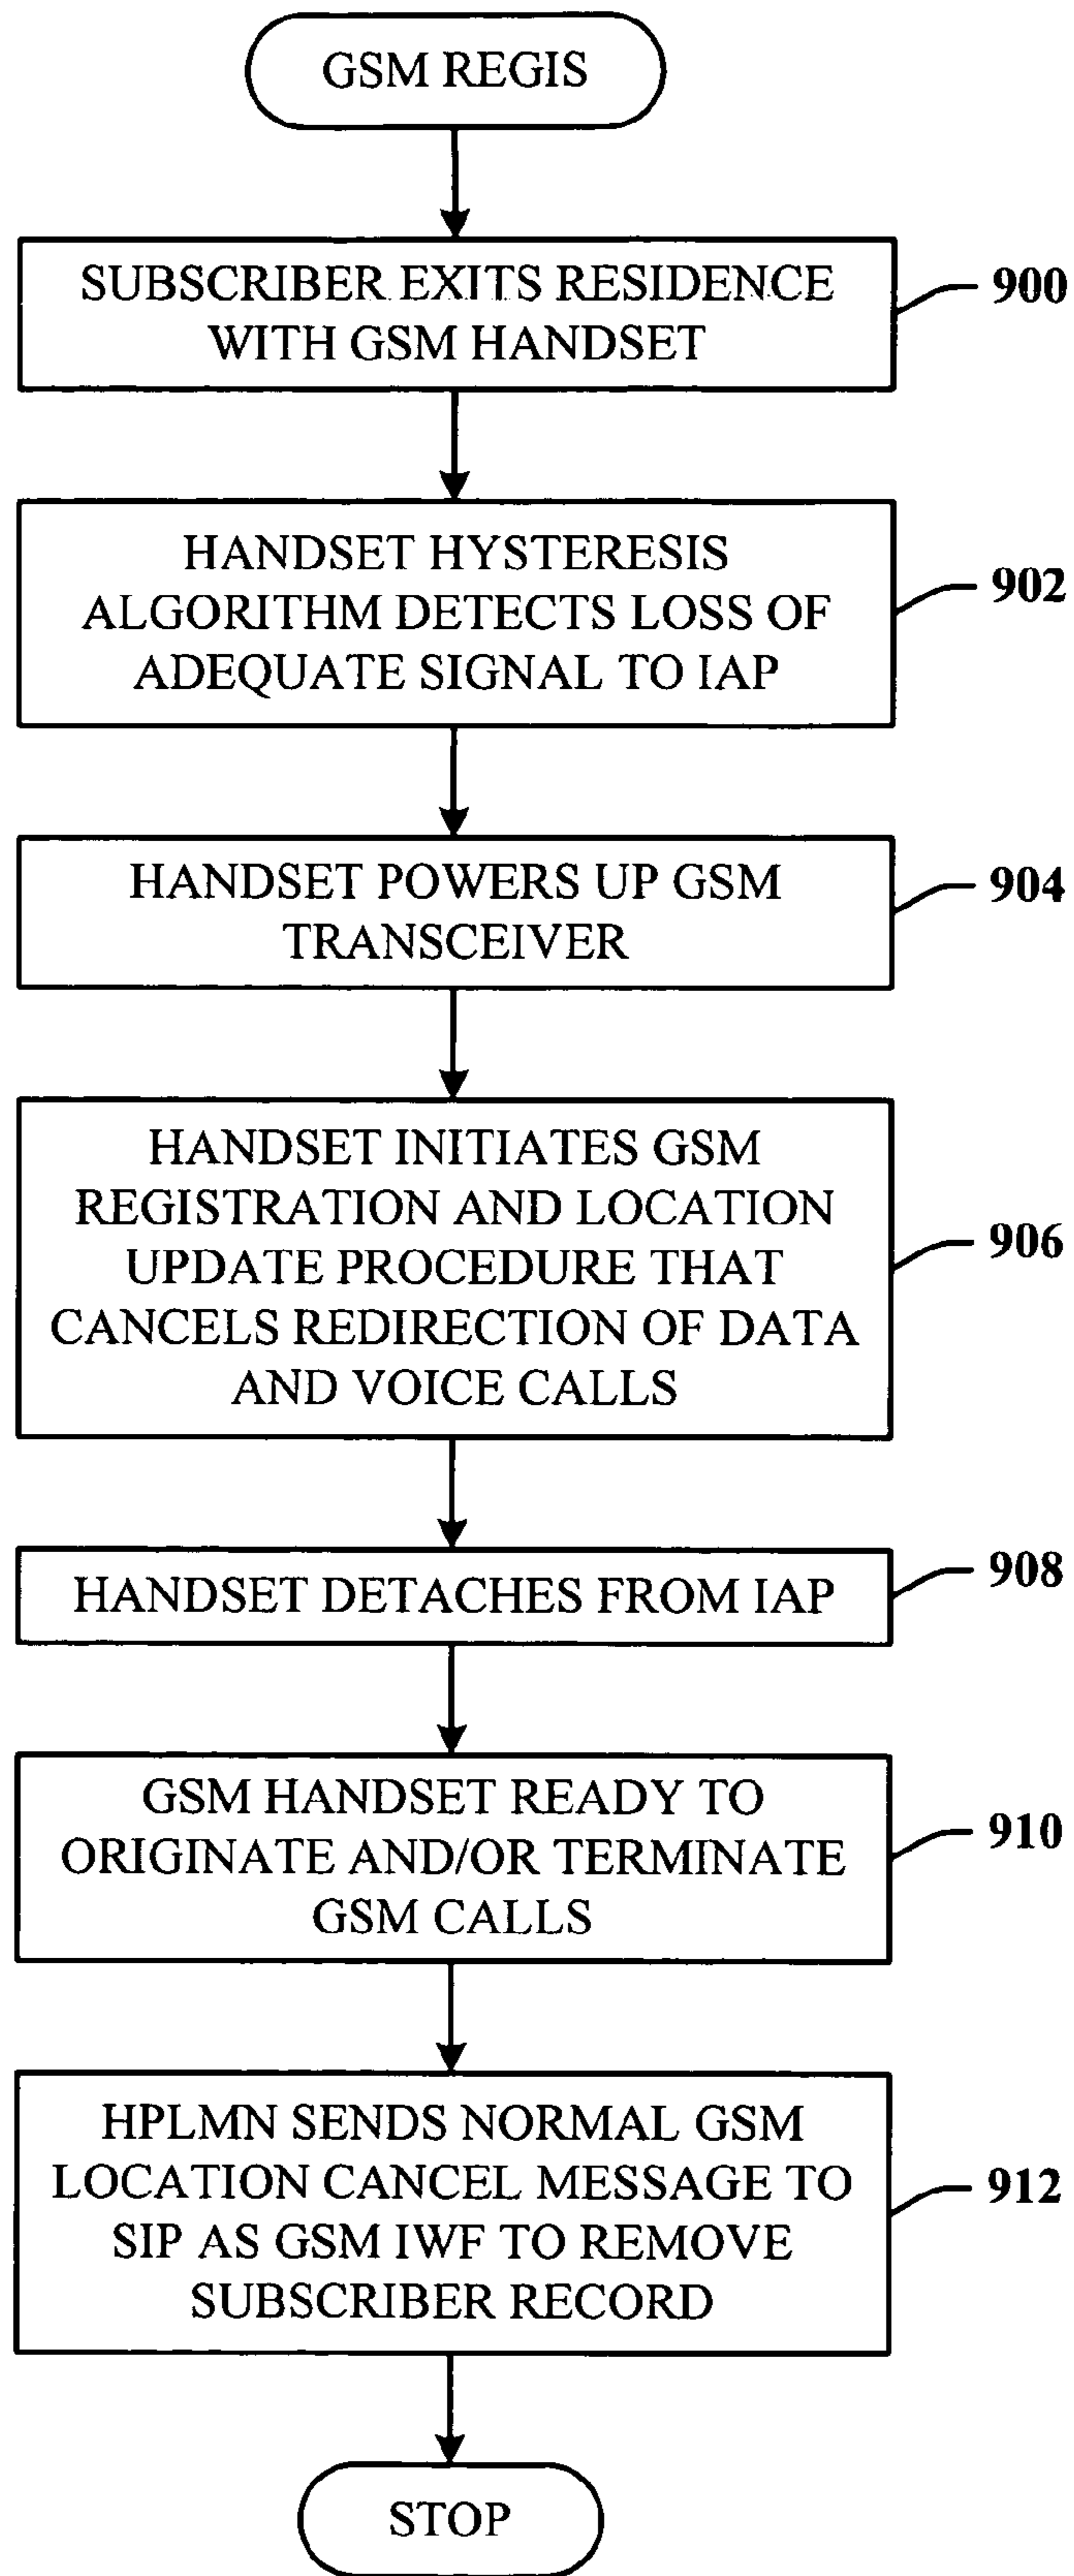 GSM REGIS
SUBSCRIBER EXITS RESIDENCE
WITH GSM HANDSET
900
HANDSET HYSTERESIS
ALGORITHM DETECTS LOSS OF
ADEQUATE SIGNAL TO IAP
902
HANDSET POWERS UP GSM
TRANSCEIVER
904
HANDSET INITIATES GSM
REGISTRATION AND LOCATION
UPDATE PROCEDURE THAT
CANCELS REDIRECTION OF DATA
AND VOICE CALLS
906
HANDSET DETACHES FROM IAP
908
GSM HANDSET READY TO
ORIGINATE AND/OR TERMINATE
GSM CALLS
910
HPLMN SENDS NORMAL GSM
LOCATION CANCEL MESSAGE TO
SIP AS GSM IWF TO REMOVE
SUBSCRIBER RECORD
912
STOP